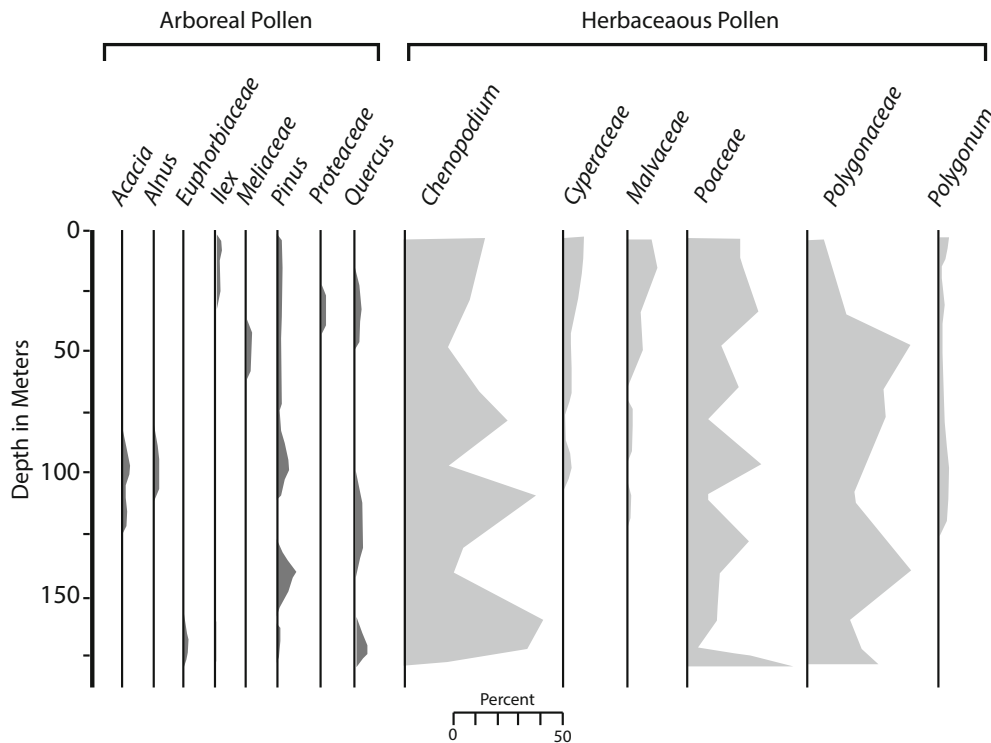 Arboreal Pollen Herbaceaous Pollen
Acacia
Alnus
Euphorbiaceae
Ilex
Meliaceae
Pinus
Proteaceae
Quercus
Chenopodium
Cyperaceae
Malvaceae
Poaceae
Polygonaceae
Polygonum
Depth in Meters
0
50
100
150
Percent
0 50